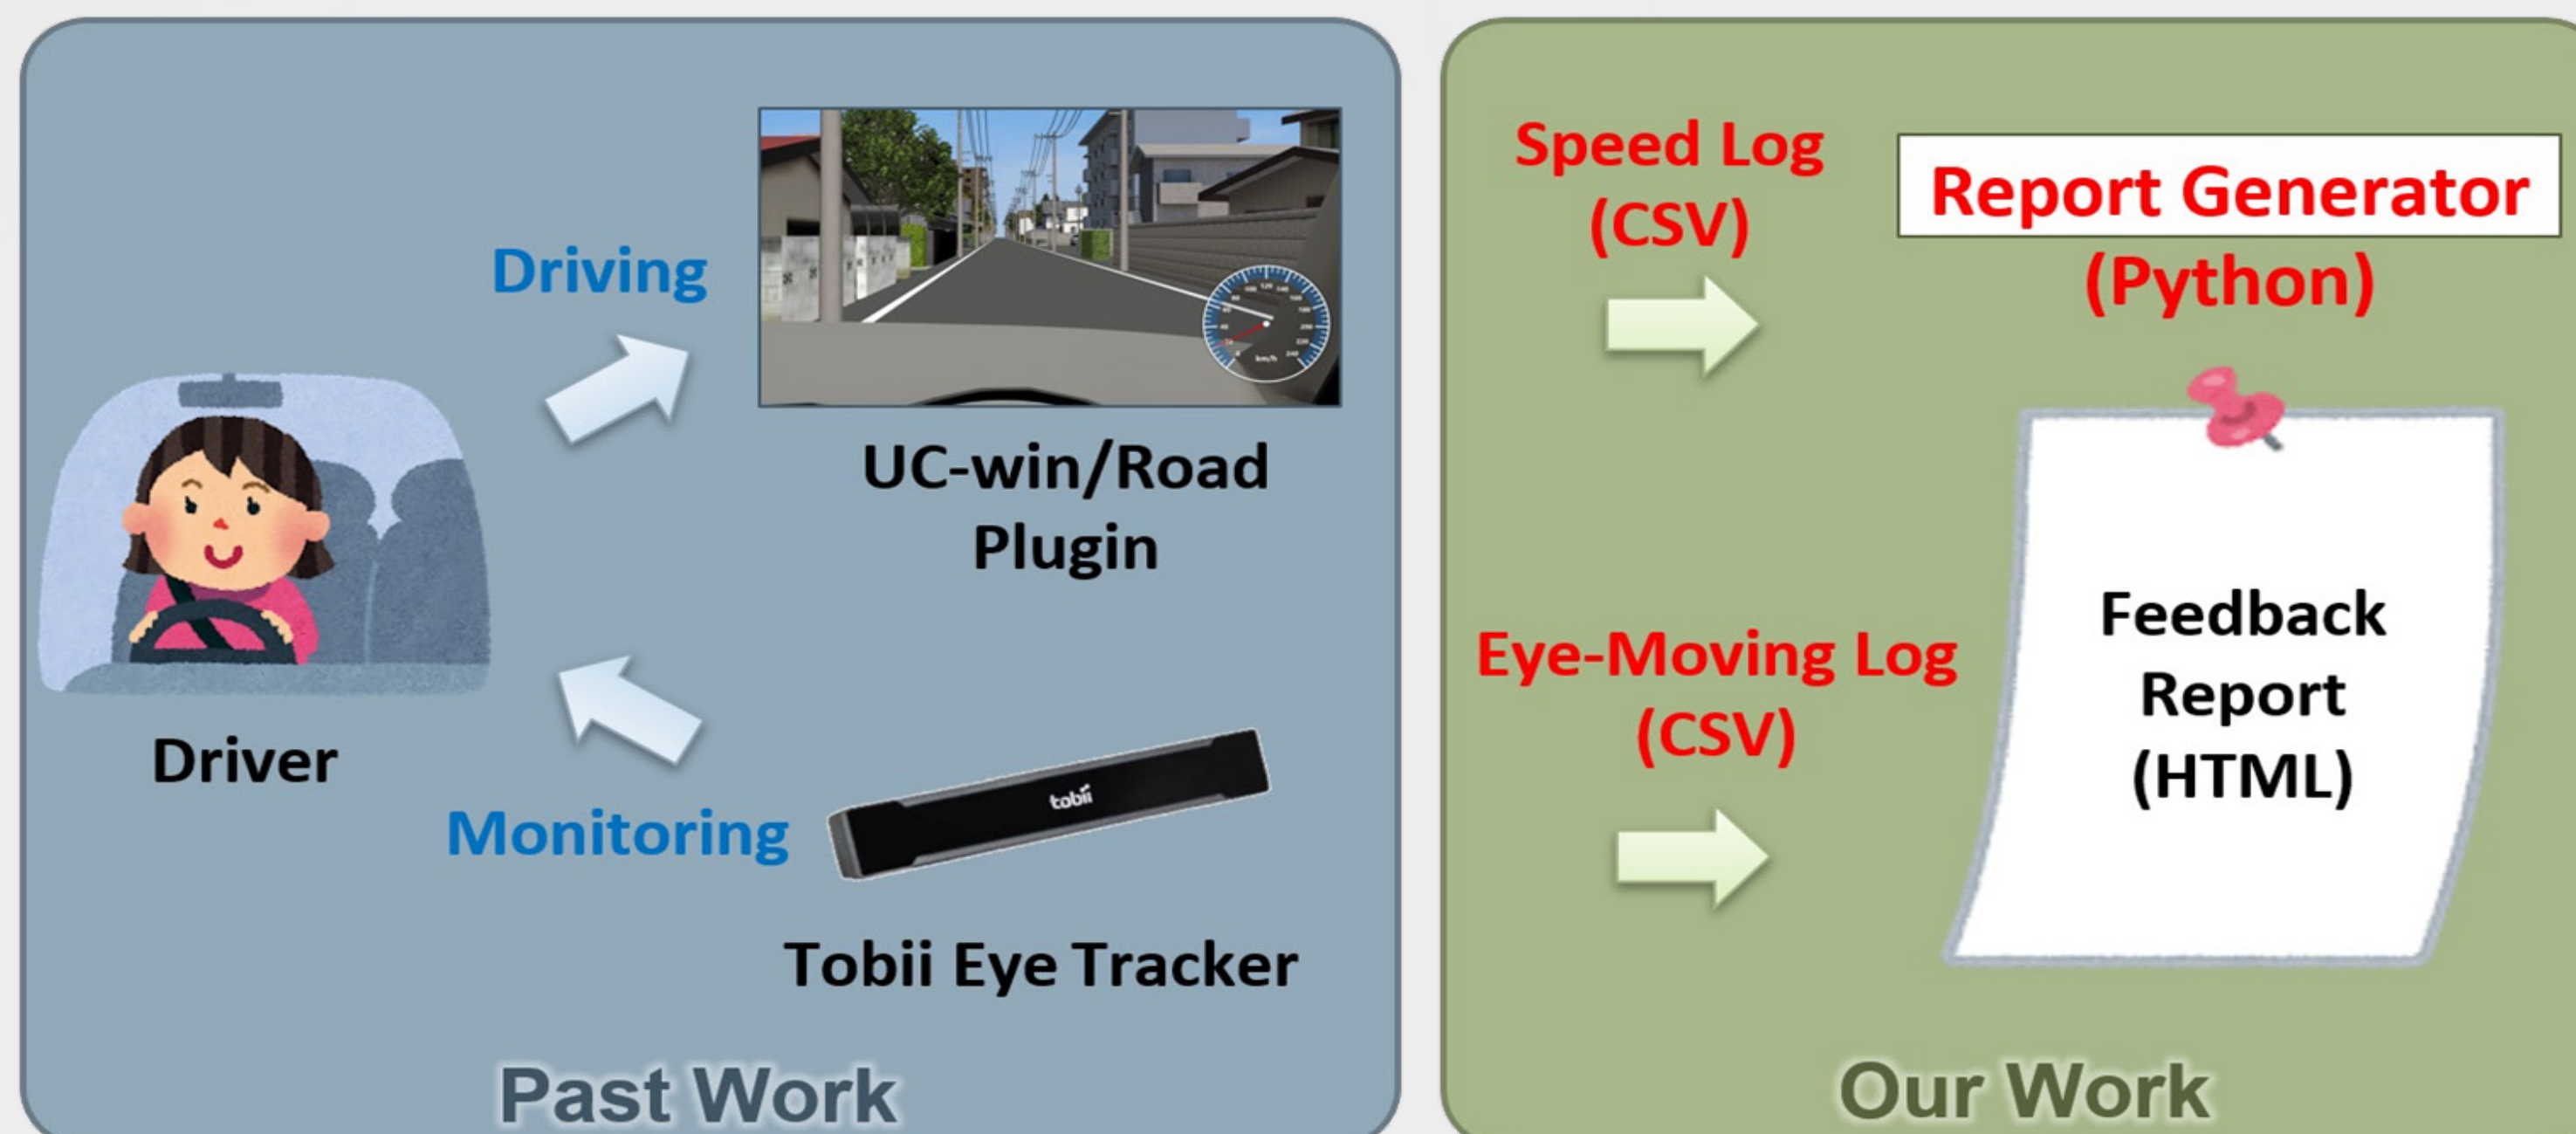 Driving
UC-win/Road
Plugin
Driver
Monitoring
tobii
Tobii Eye Tracker
Past Work
Speed Log
(CSV)
Report Generator
(Python)
Eye-Moving Log
(CSV)
Feedback
Report
(HTML)
Our Work
km/h